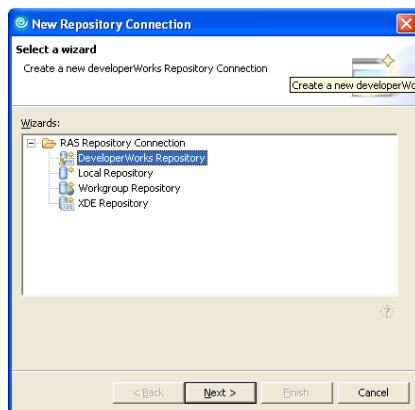 New Repository Connection
Select a wizard
Create a new developerWorks Repository Connection
Create a new developerWo
Wizards:
RAS Repository Connection
DeveloperWorks Repository
Local Repository
Workgroup Repository
XDE Repository
< Back Next > Finish Cancel